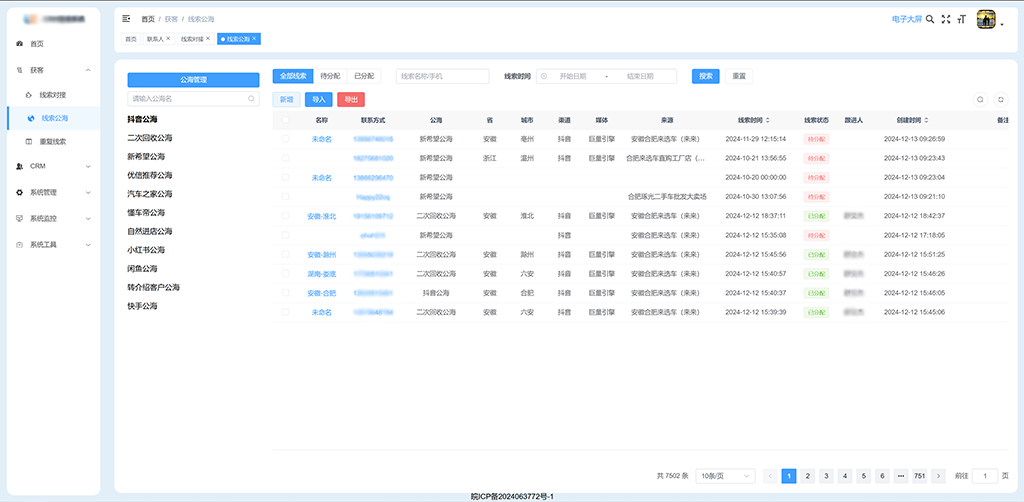 首页 / 获客 / 线索公海
电子大屏
首页 联系人 × 线索对接 × 线索公海 ×
首页
获客
线索对接
线索公海
重复线索
CRM
系统管理
系统监控
系统工具
公海管理
请输入公海名
抖音公海
二次回收公海
新希望公海
优信推荐公海
汽车之家公海
懂车帝公海
自然进店公海
小红书公海
闲鱼公海
转介绍客户公海
快手公海
全部线索 待分配 已分配 线索名称/手机 线索时间 开始日期 - 结束日期 搜索 重置
新增 导入 导出
名称 联系方式 公海 省 城市 渠道 媒体 来源 线索时间 线索状态 跟进人 创建时间 备注
未命名 新希望公海 安徽 亳州 抖音 巨量引擎 安徽合肥来选车（来来） 2024-11-29 12:15:14 待分配 2024-12-13 09:26:59
新希望公海 浙江 温州 抖音 巨量引擎 合肥来选车直购工厂店（... 2024-10-21 13:56:55 待分配 2024-12-13 09:23:43
未命名 新希望公海 2024-10-20 00:00:00 待分配 2024-12-13 09:23:04
新希望公海 合肥琢光二手车批发大卖场 2024-10-30 13:07:56 待分配 2024-12-13 09:21:10
安徽-淮北 二次回收公海 安徽 淮北 抖音 巨量引擎 安徽合肥来选车（来来） 2024-12-12 18:37:11 已分配 2024-12-12 18:42:37
新希望公海 抖音 安徽合肥来选车（来来） 2024-12-12 15:35:08 待分配 2024-12-12 17:18:05
安徽-滁州 二次回收公海 安徽 滁州 抖音 巨量引擎 安徽合肥来选车（来来） 2024-12-12 15:45:56 已分配 2024-12-12 15:51:25
湖南-娄底 二次回收公海 安徽 六安 抖音 巨量引擎 安徽合肥来选车（来来） 2024-12-12 15:40:57 已分配 2024-12-12 15:46:26
安徽-合肥 抖音公海 安徽 合肥 抖音 巨量引擎 安徽合肥来选车（来来） 2024-12-12 15:40:37 已分配 2024-12-12 15:46:05
未命名 二次回收公海 安徽 六安 抖音 巨量引擎 安徽合肥来选车（来来） 2024-12-12 15:39:39 已分配 2024-12-12 15:45:06
共 7502 条 10条/页 1 2 3 4 5 6 ··· 751 前往 1 页
皖ICP备2024063772号-1